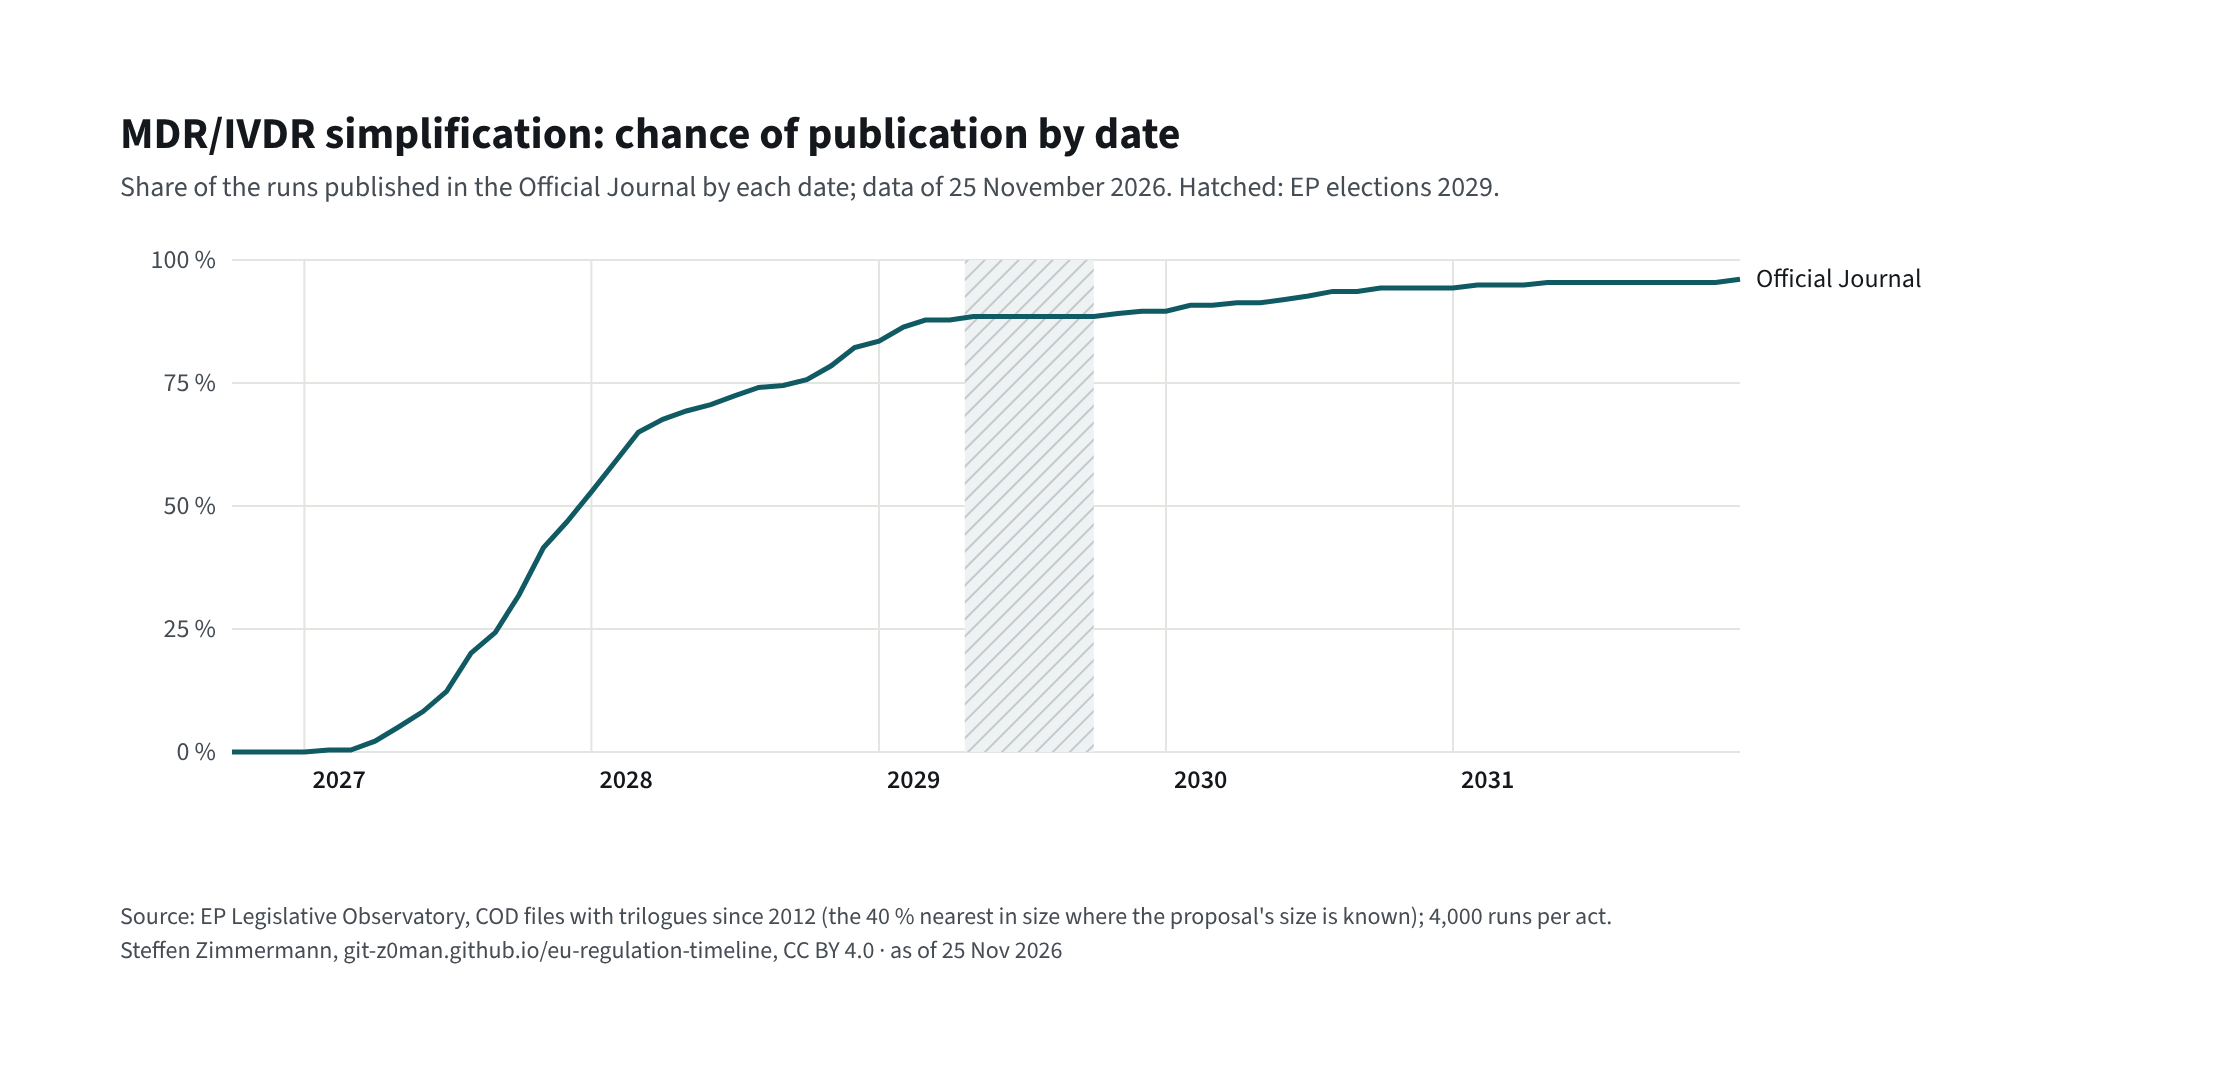 MDR/IVDR simplification: chance of publication by date
Share of the runs published in the Official Journal by each date; data of 25 November 2026. Hatched: EP elections 2029.
100 %
Official Journal
75 %
50 %
25 %
0 %
2027 2028 2029 2030 2031
Source: EP Legislative Observatory, COD files with trilogues since 2012 (the 40 % nearest in size where the proposal's size is known); 4,000 runs per act.
Steffen Zimmermann, git-z0man.github.io/eu-regulation-timeline, CC BY 4.0 · as of 25 Nov 2026